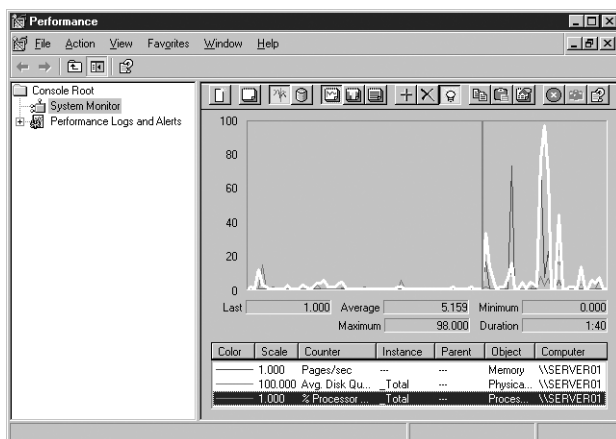 Performance
File Action View Favorites Window Help
Console Root
System Monitor
Performance Logs and Alerts
100
80
60
40
20
0
Last 1.000 Average 5.159 Minimum 0.000
Maximum 98.000 Duration 1:40
Color Scale Counter Instance Parent Object Computer
1.000 Pages/sec --- --- Memory \\SERVER01
100.000 Avg. Disk Qu... _Total --- Physica... \\SERVER01
1.000 % Processor ... _Total --- Proces... \\SERVER01